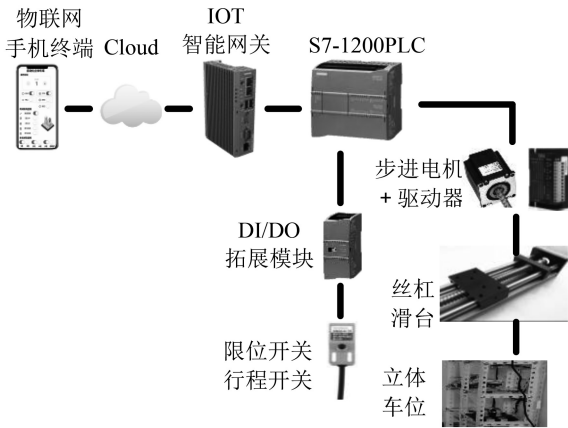 物联网
手机终端
Cloud
IOT
智能网关
S7-1200PLC
步进电机
+ 驱动器
DI/DO
拓展模块
丝杠
滑台
限位开关
行程开关
立体
车位